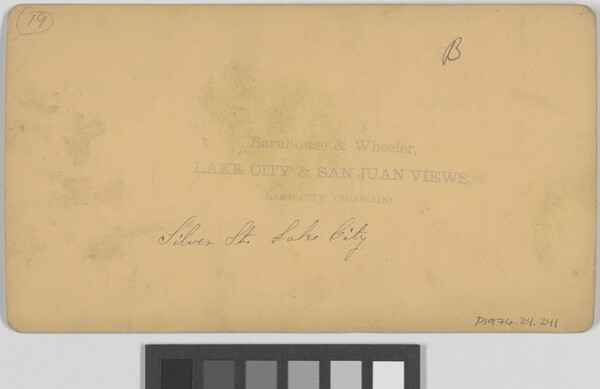 19
B
Barnhouse & Wheeler,
LAKE CITY & SAN JUAN VIEWS,
LAKE CITY, COLORADO.
Silver St. Lake City
P1976.24.241